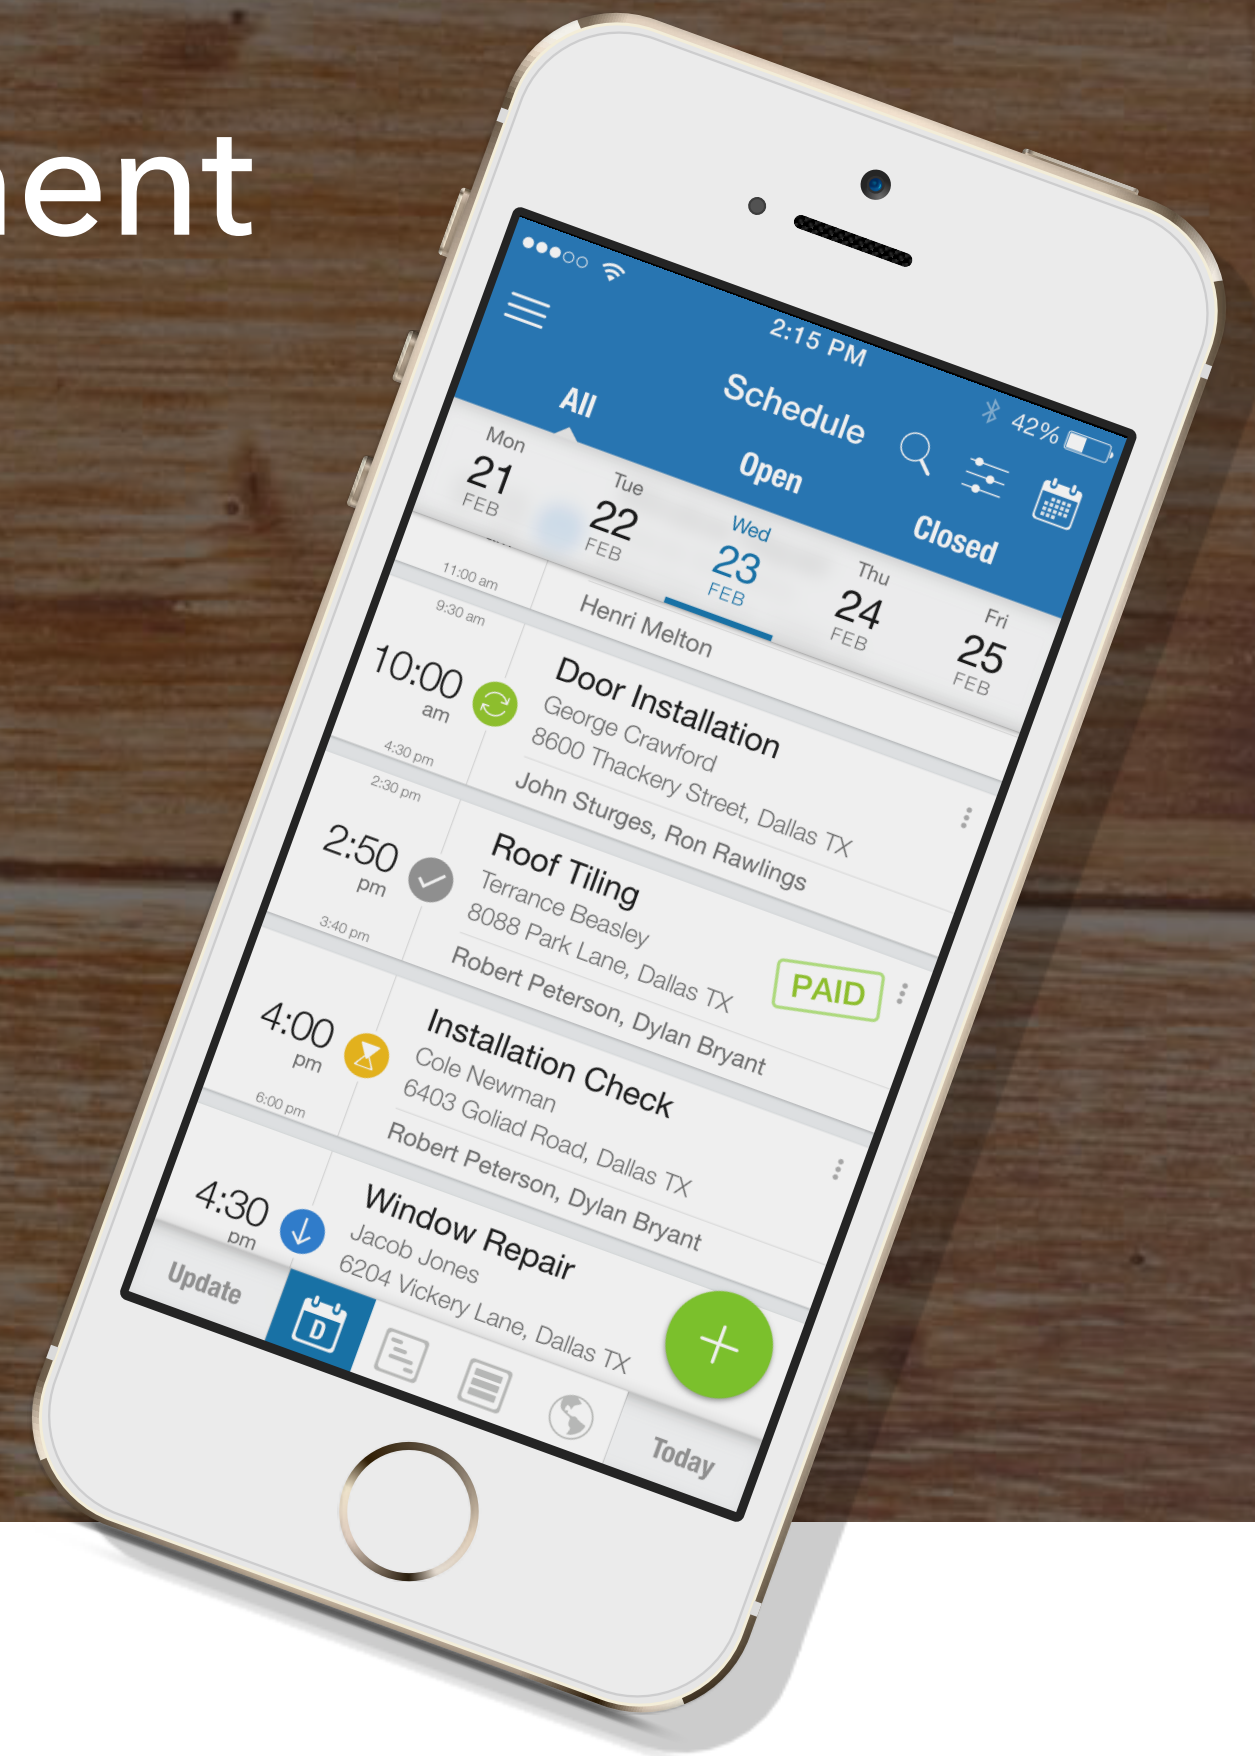 2:15 PM
42%
Schedule
All
Open
Closed
Mon
21
FEB
Tue
22
FEB
Wed
23
FEB
Thu
24
FEB
Fri
25
FEB
11:00 am
Henri Melton
9:30 am
10:00
am
4:30 pm
Door Installation
George Crawford
8600 Thackery Street, Dallas TX
John Sturges, Ron Rawlings
2:30 pm
2:50
pm
3:40 pm
Roof Tiling
Terrance Beasley
8088 Park Lane, Dallas TX
PAID
Robert Peterson, Dylan Bryant
4:00
pm
6:00 pm
Installation Check
Cole Newman
6403 Goliad Road, Dallas TX
Robert Peterson, Dylan Bryant
4:30
pm
Window Repair
Jacob Jones
6204 Vickery Lane, Dallas TX
Update
D
Today